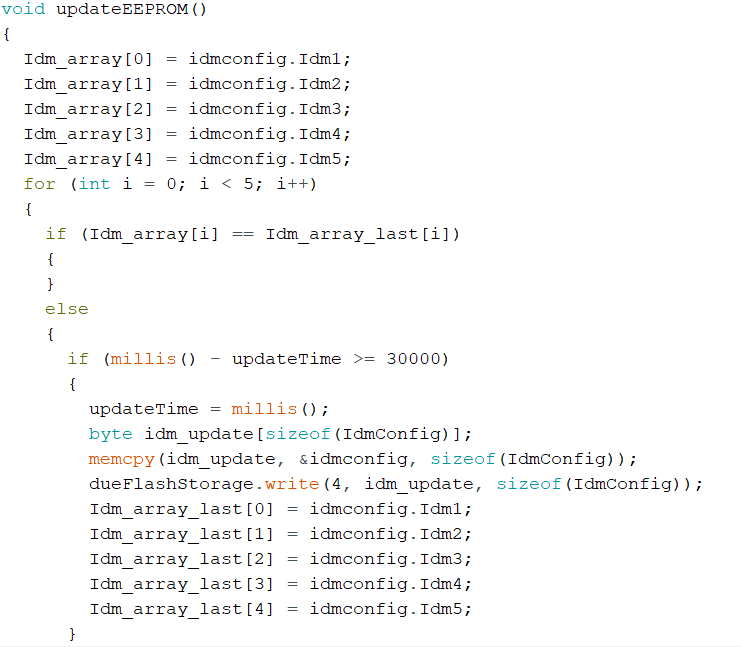 void updateEEPROM()
{
  Idm_array[0] = idmconfig.Idm1;
  Idm_array[1] = idmconfig.Idm2;
  Idm_array[2] = idmconfig.Idm3;
  Idm_array[3] = idmconfig.Idm4;
  Idm_array[4] = idmconfig.Idm5;
  for (int i = 0; i < 5; i++)
  {
    if (Idm_array[i] == Idm_array_last[i])
    {
    }
    else
    {
      if (millis() - updateTime >= 30000)
      {
        updateTime = millis();
        byte idm_update[sizeof(IdmConfig)];
        memcpy(idm_update, &idmconfig, sizeof(IdmConfig));
        dueFlashStorage.write(4, idm_update, sizeof(IdmConfig));
        Idm_array_last[0] = idmconfig.Idm1;
        Idm_array_last[1] = idmconfig.Idm2;
        Idm_array_last[2] = idmconfig.Idm3;
        Idm_array_last[3] = idmconfig.Idm4;
        Idm_array_last[4] = idmconfig.Idm5;
      }